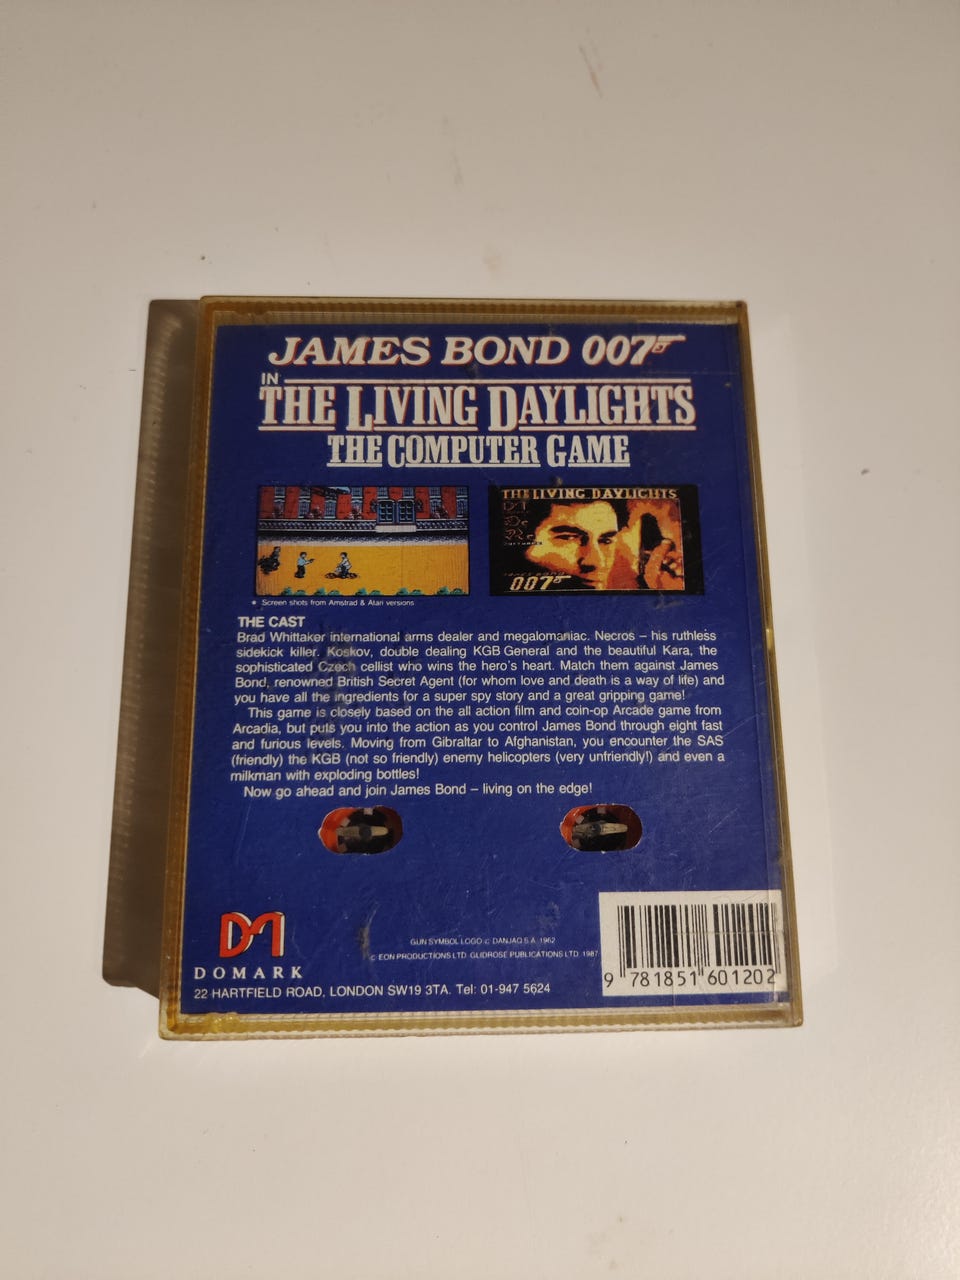 JAMES BOND 007
IN
THE LIVING DAYLIGHTS
THE COMPUTER GAME
THE LIVING DAYLIGHTS
007
* Screen shots from Amstrad & Atari versions
THE CAST
Brad Whittaker international arms dealer and megalomaniac. Necros – his ruthless
sidekick killer. Koskov, double dealing KGB General and the beautiful Kara, the
sophisticated Czech cellist who wins the hero's heart. Match them against James
Bond, renowned British Secret Agent (for whom love and death is a way of life) and
you have all the ingredients for a super spy story and a great gripping game!
This game is closely based on the all action film and coin-op Arcade game from
Arcadia, but puts you into the action as you control James Bond through eight fast
and furious levels. Moving from Gibraltar to Afghanistan, you encounter the SAS
(friendly) the KGB (not so friendly) enemy helicopters (very unfriendly!) and even a
milkman with exploding bottles!
Now go ahead and join James Bond – living on the edge!
GUN SYMBOL LOGO © DANJAQ S.A. 1962
© EON PRODUCTIONS LTD. GLIDROSE PUBLICATIONS LTD. 1987
DOMARK
22 HARTFIELD ROAD, LONDON SW19 3TA. Tel: 01-947 5624
9 781851 601202